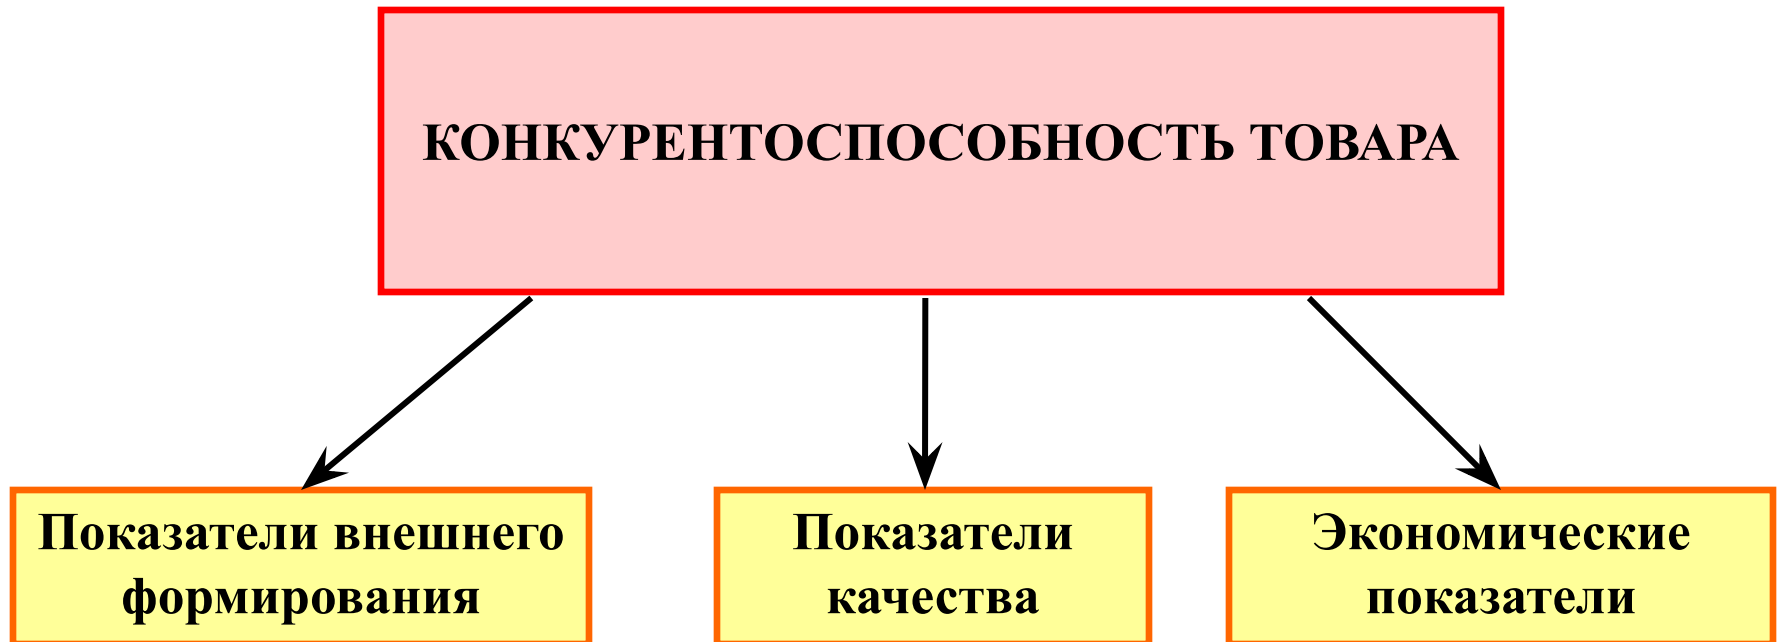 КОНКУРЕНТОСПОСОБНОСТЬ ТОВАРА
Показатели внешнего
формирования
Показатели
качества
Экономические
показатели